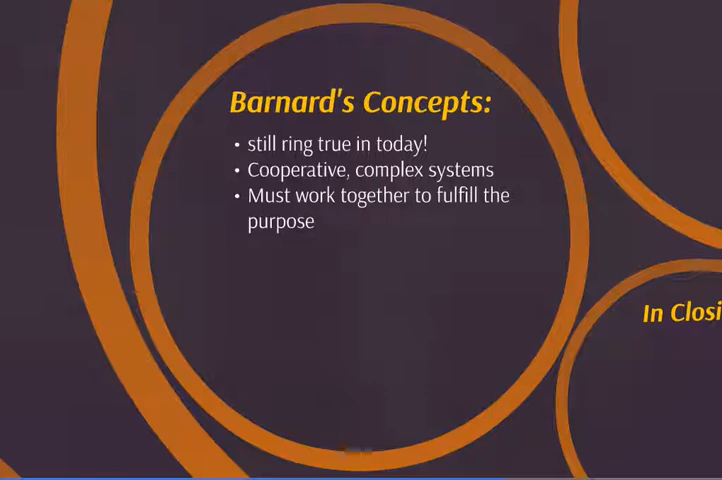 Barnard's Concepts:
• still ring true in today!
• Cooperative, complex systems
• Must work together to fulfill the
purpose
In Closi